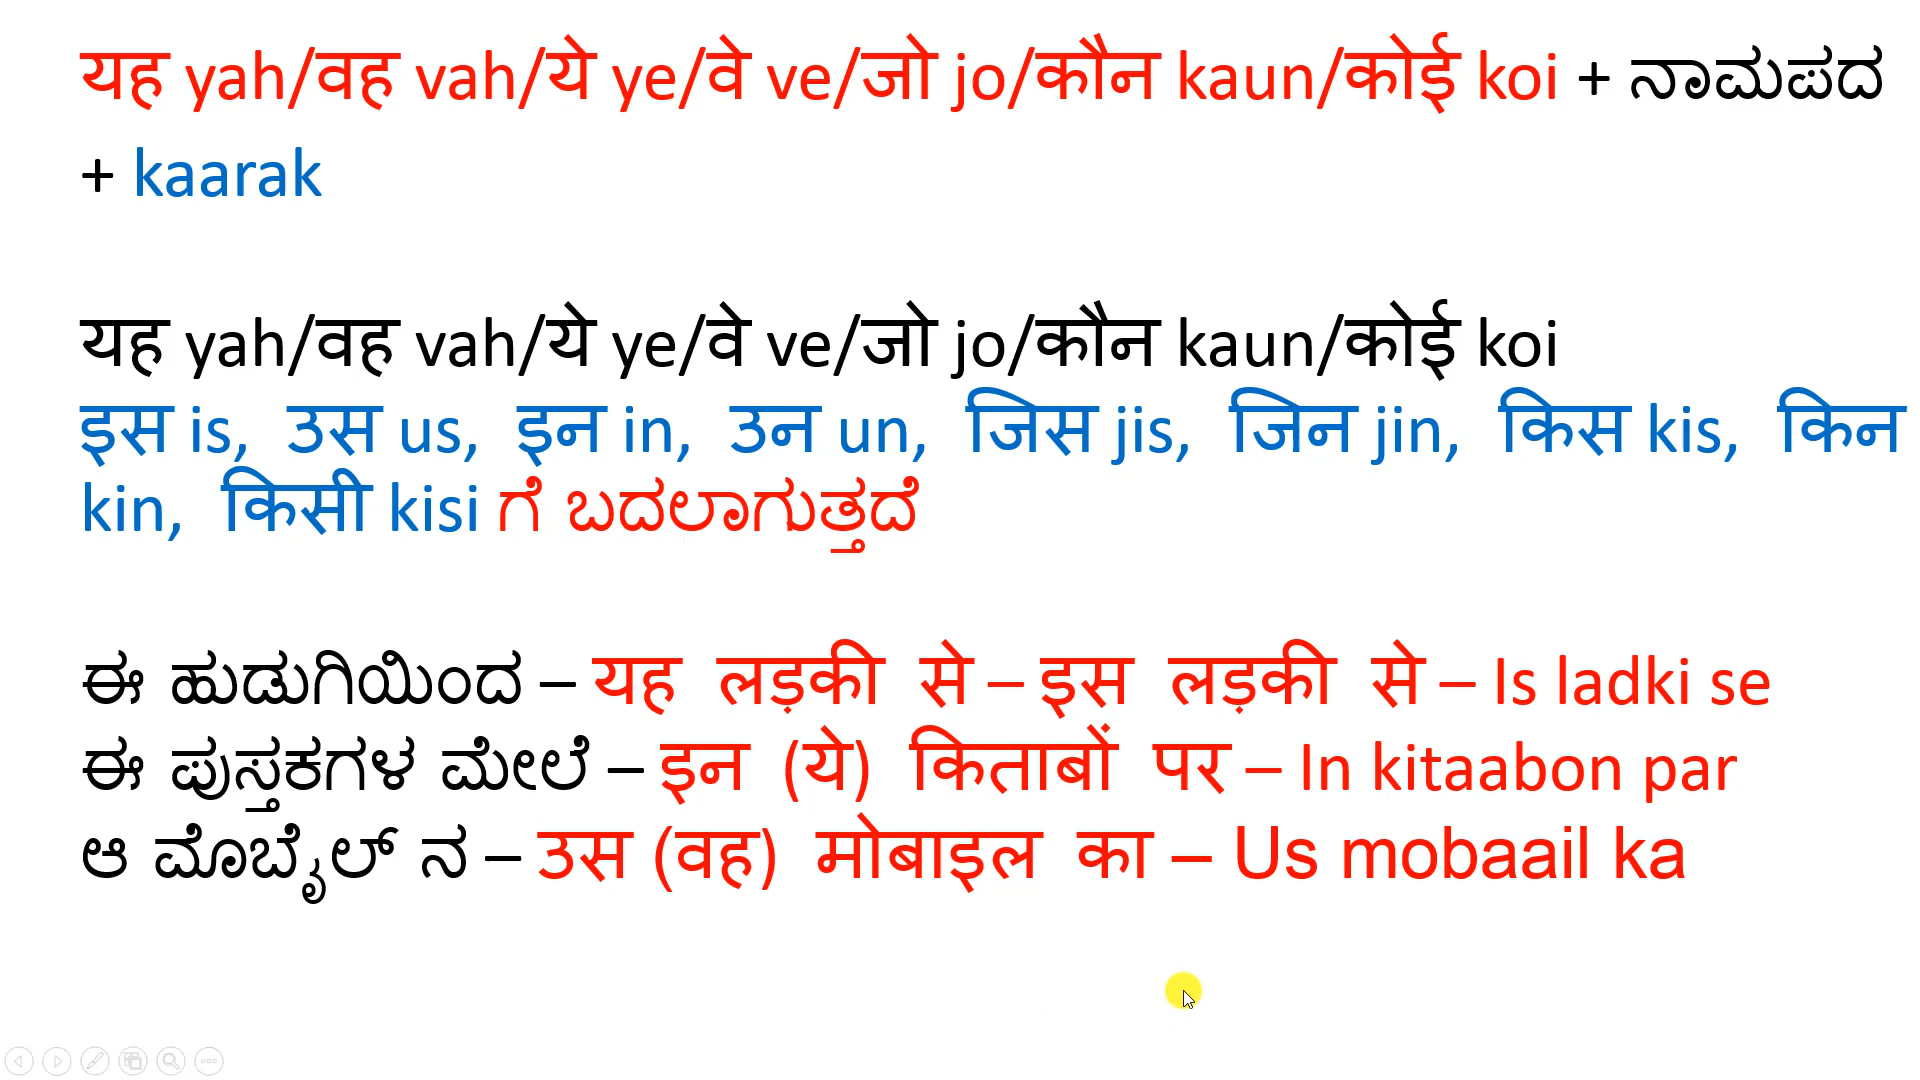 यह yah/वह vah/ये ye/वे ve/जो jo/कौन kaun/कोई koi + ನಾಮಪದ
+ kaarak
यह yah/वह vah/ये ye/वे ve/जो jo/कौन kaun/कोई koi
इस is, उस us, इन in, उन un, जिस jis, जिन jin, किस kis, किन
kin, किसी kisi ಗೆ ಬದಲಾಗುತ್ತದೆ
ಈ ಹುಡುಗಿಯಿಂದ – यह लड़की से – इस लड़की से – Is ladki se
ಈ ಪುಸ್ತಕಗಳ ಮೇಲೆ – इन (ये) किताबों पर – In kitaabon par
ಆ ಮೊಬೈಲ್ ನ – उस (वह) मोबाइल का – Us mobaail ka